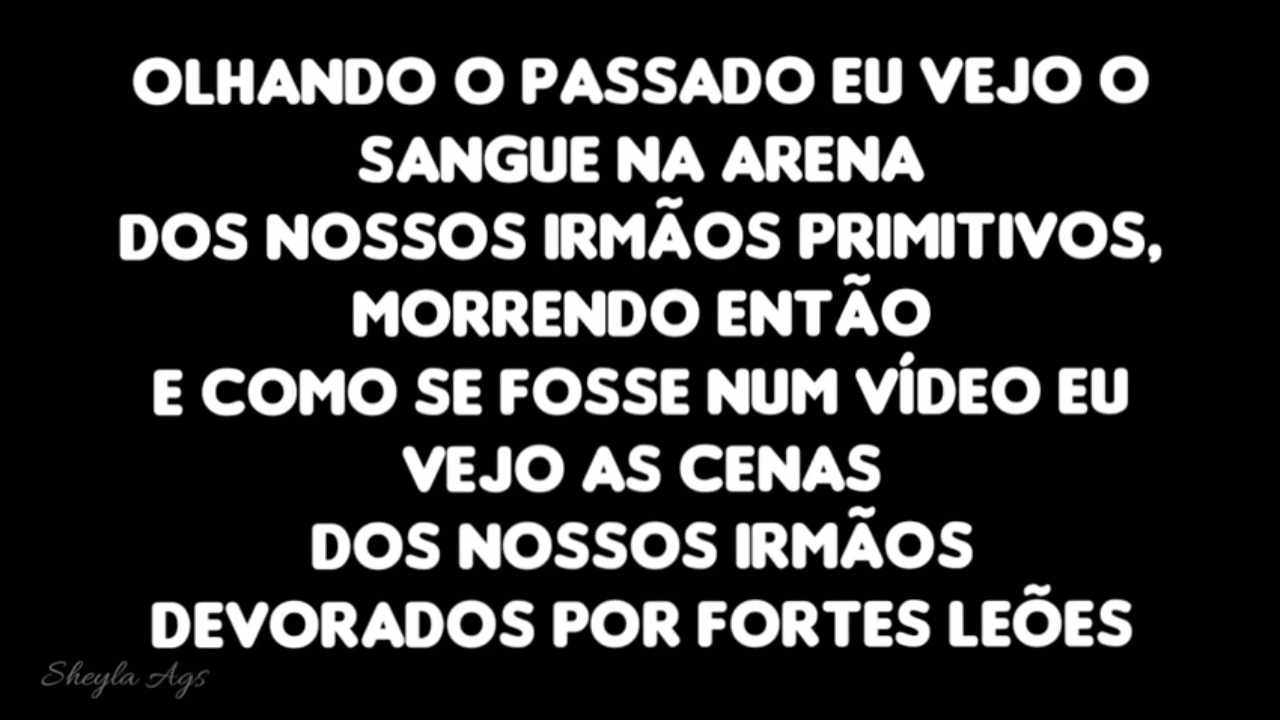 OLHANDO O PASSADO EU VEJO O
SANGUE NA ARENA
DOS NOSSOS IRMÃOS PRIMITIVOS,
MORRENDO ENTÃO
E COMO SE FOSSE NUM VÍDEO EU
VEJO AS CENAS
DOS NOSSOS IRMÃOS
DEVORADOS POR FORTES LEÕES
Sheyla Ags